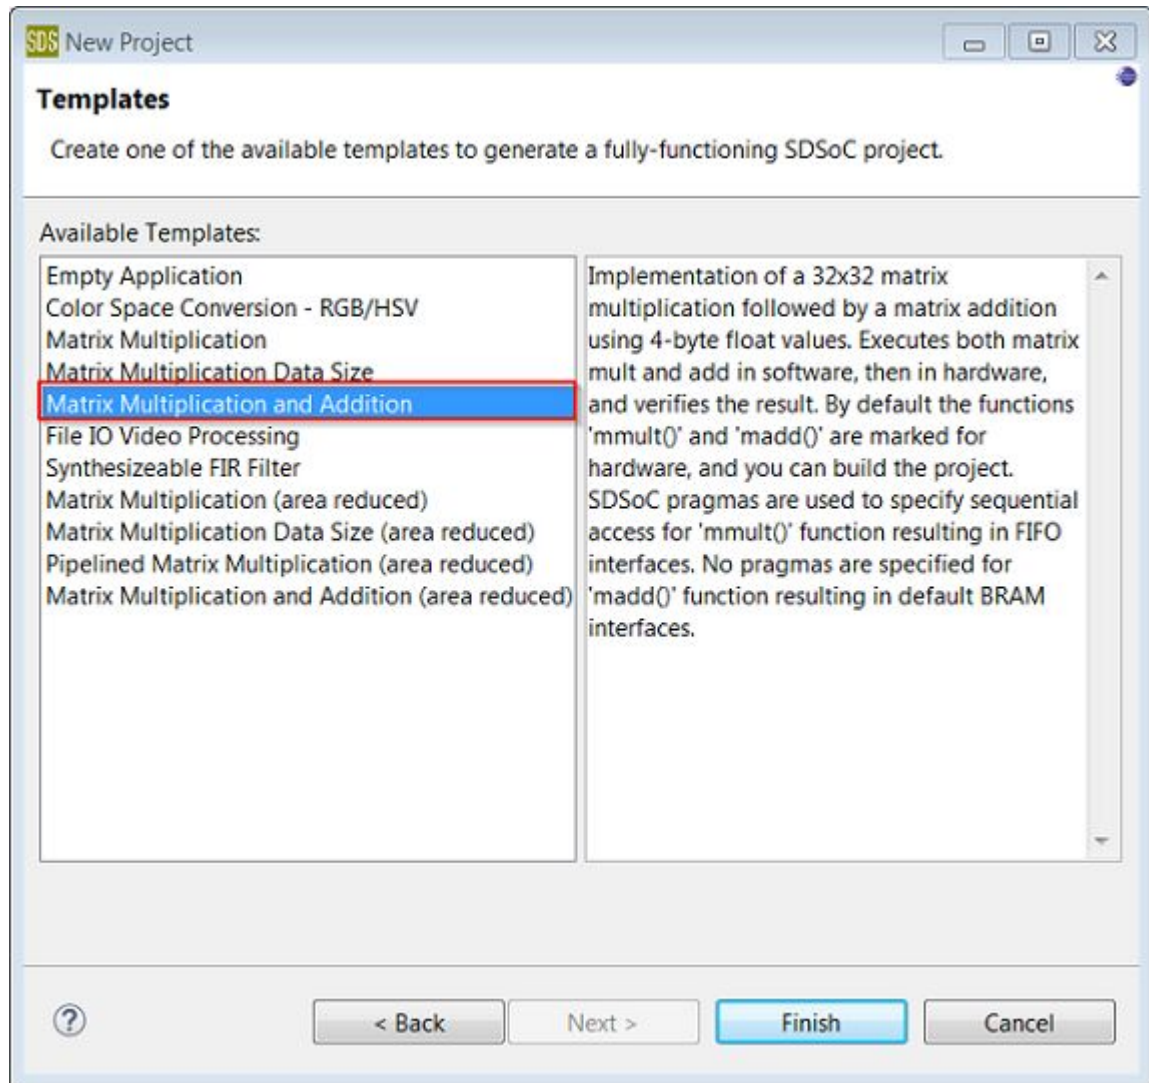 SDS New Project
Templates
Create one of the available templates to generate a fully-functioning SDSoC project.
Available Templates:
Empty Application
Color Space Conversion - RGB/HSV
Matrix Multiplication
Matrix Multiplication Data Size
Matrix Multiplication and Addition
File IO Video Processing
Synthesizeable FIR Filter
Matrix Multiplication (area reduced)
Matrix Multiplication Data Size (area reduced)
Pipelined Matrix Multiplication (area reduced)
Matrix Multiplication and Addition (area reduced)
Implementation of a 32x32 matrix
multiplication followed by a matrix addition
using 4-byte float values. Executes both matrix
mult and add in software, then in hardware,
and verifies the result. By default the functions
'mmult()' and 'madd()' are marked for
hardware, and you can build the project.
SDSoC pragmas are used to specify sequential
access for 'mmult()' function resulting in FIFO
interfaces. No pragmas are specified for
'madd()' function resulting in default BRAM
interfaces.
?
< Back
Next >
Finish
Cancel